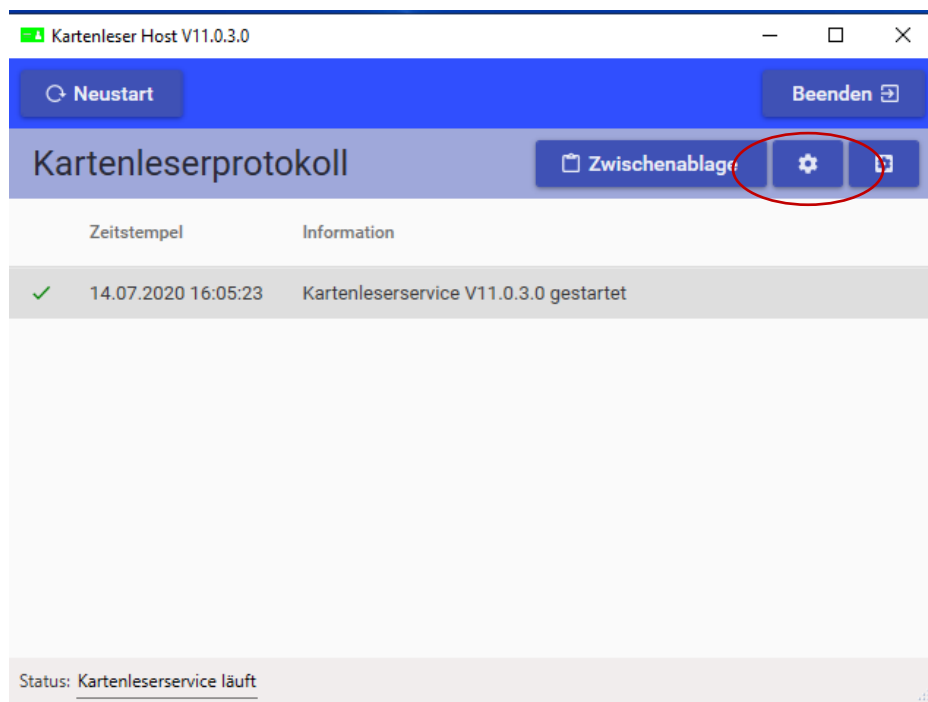 Kartenleser Host V11.0.3.0
Neustart
Beenden
Kartenleserprotokoll
Zwischenablage
Zeitstempel Information
14.07.2020 16:05:23 Kartenleserservice V11.0.3.0 gestartet
Status: Kartenleserservice läuft